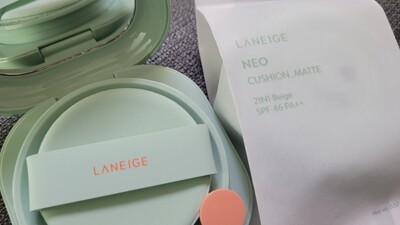 LANEIGE
NEO
CUSHION_MATTE
21N1 Beige
SPF 46 PA++
LANEIGE